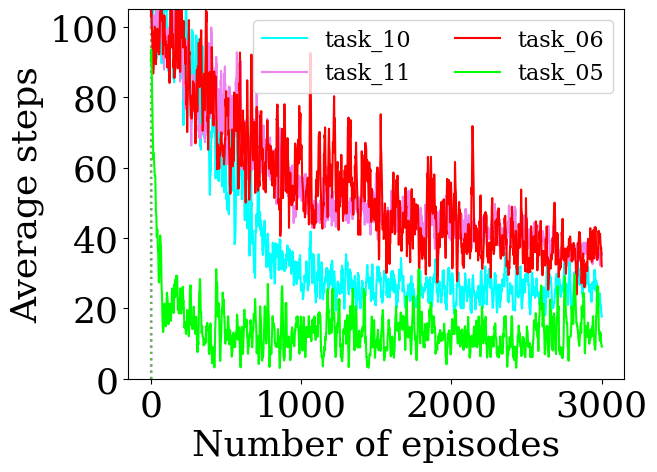 100
80
60
40
20
0
Average steps
task_10
task_11
task_06
task_05
0 1000 2000 3000
Number of episodes